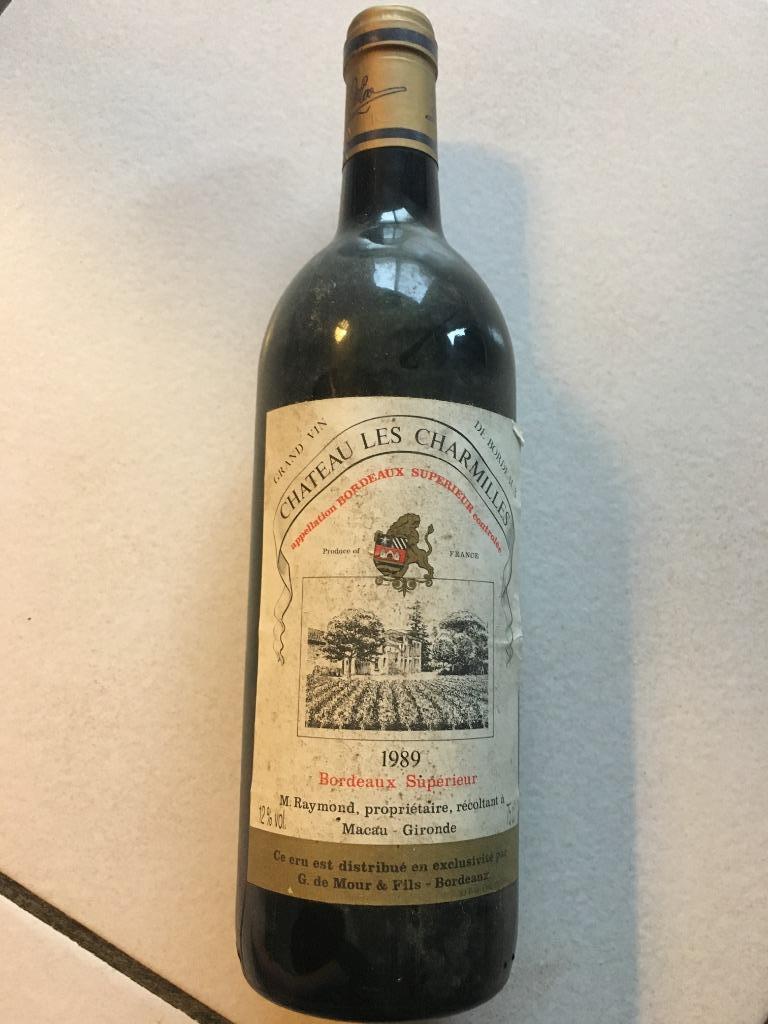 GRAND VIN DE BORDEAUX
CHATEAU LES CHARMILLES
appellation BORDEAUX SUPERIEUR controlée
Produce of FRANCE
1989
Bordeaux Supérieur
M. Raymond, propriétaire, récoltant à
12 % vol.
Macau - Gironde
Ce cru est distribué en exclusivité par
G. de Mour & Fils - Bordeaux